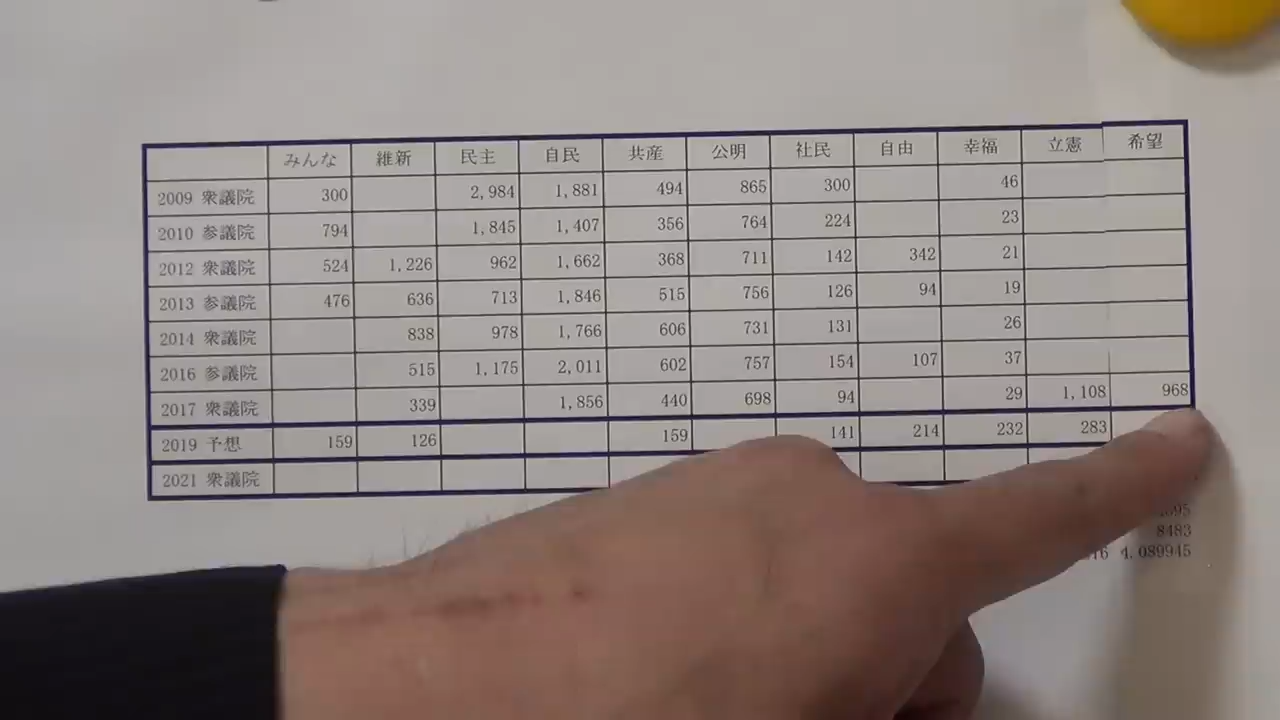 みんな 維新 民主 自民 共産 公明 社民 自由 幸福 立憲 希望
2009 衆議院 300 2,984 1,881 494 865 300 46
2010 参議院 794 1,845 1,407 356 764 224 23
2012 衆議院 524 1,226 962 1,662 368 711 142 342 21
2013 参議院 476 636 713 1,846 515 756 126 94 19
2014 衆議院 838 978 1,766 606 731 131 26
2016 参議院 515 1,175 2,011 602 757 154 107 37
2017 衆議院 339 1,856 440 698 94 29 1,108 968
2019 予想 159 126 159 141 214 232 283
2021 衆議院
8483
4.089945